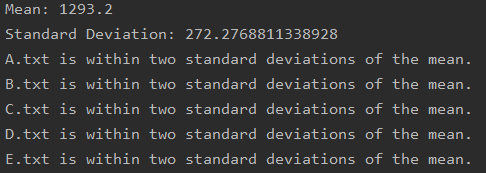 Mean: 1293.2
Standard Deviation: 272.2768811338928
A.txt is within two standard deviations of the mean.
B.txt is within two standard deviations of the mean.
C.txt is within two standard deviations of the mean.
D.txt is within two standard deviations of the mean.
E.txt is within two standard deviations of the mean.